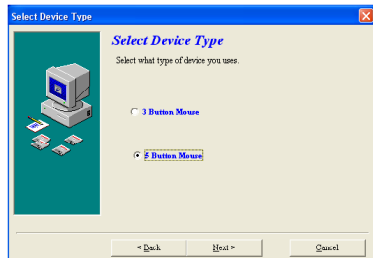 Select Device Type
Select Device Type
Select what type of device you uses.
3 Button Mouse
5 Button Mouse
< Back Next > Cancel